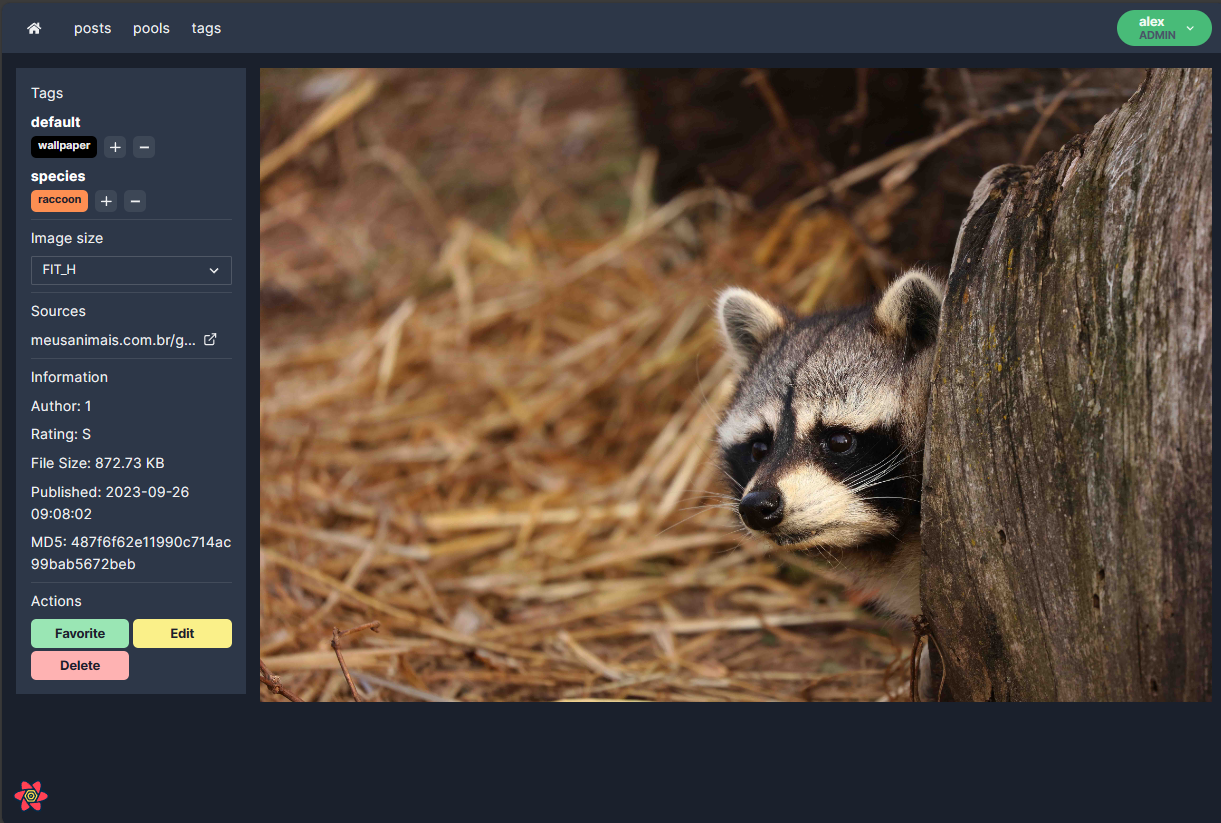 posts pools tags
alex
ADMIN
Tags
default
wallpaper + −
species
raccoon + −
Image size
FIT_H
Sources
meusanimais.com.br/g...
Information
Author: 1
Rating: S
File Size: 872.73 KB
Published: 2023-09-26
09:08:02
MD5: 487f6f62e11990c714ac
99bab5672beb
Actions
Favorite Edit
Delete